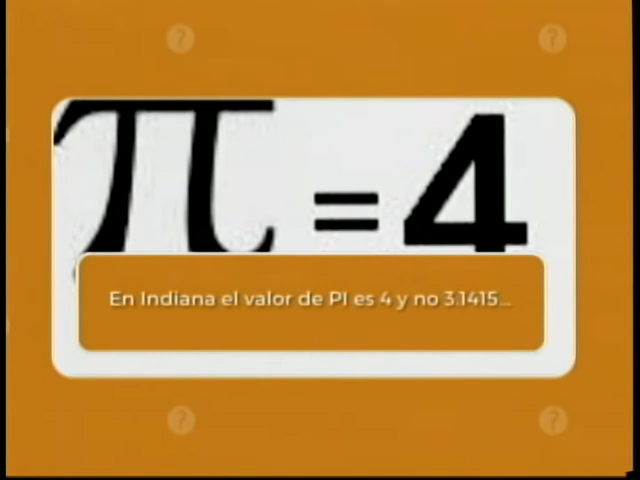 π = 4
En Indiana el valor de PI es 4 y no 3.1415...
?
?
?
?